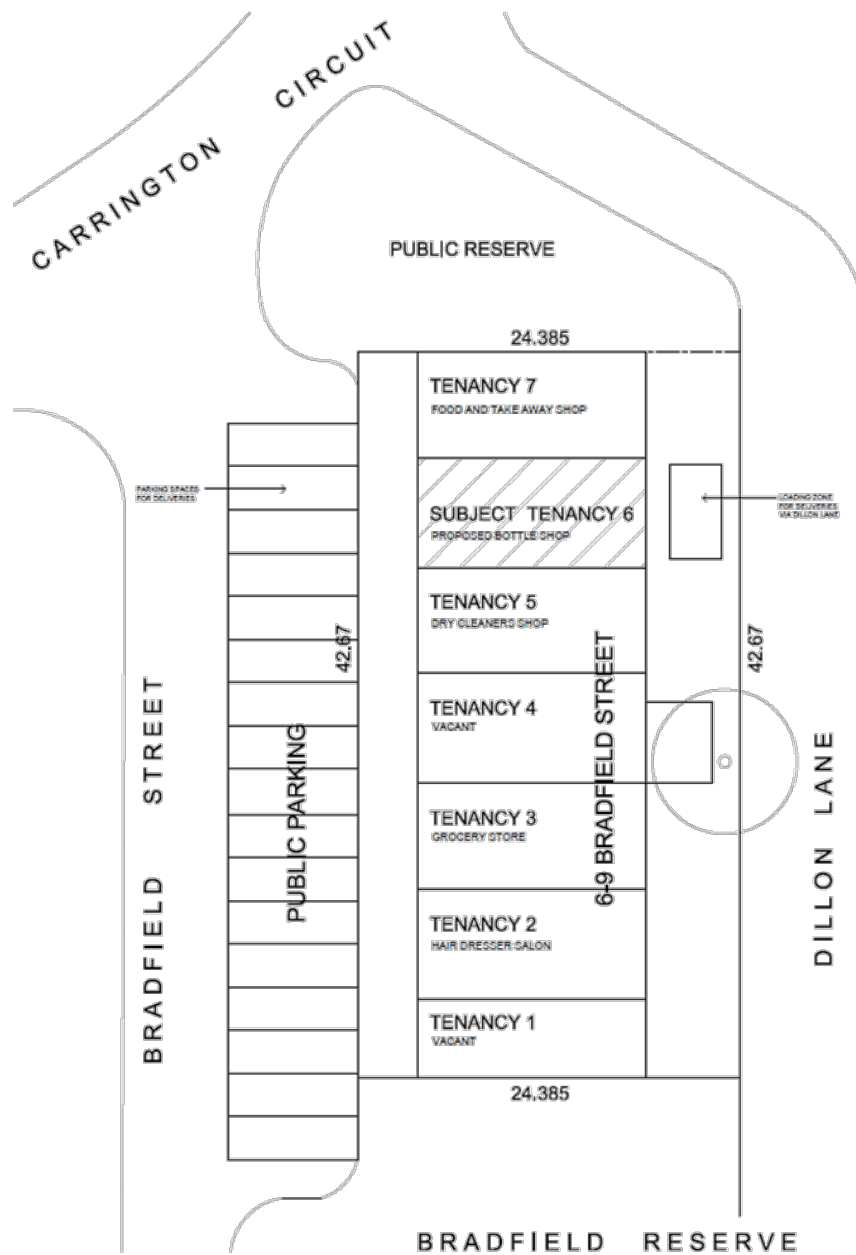 CARRINGTON CIRCUIT
PUBLIC RESERVE
24.385
TENANCY 7
FOOD AND TAKE AWAY SHOP
PARKING SPACES
FOR DELIVERIES
SUBJECT TENANCY 6
PROPOSED BOTTLE SHOP
LOADING ZONE
FOR DELIVERIES
VIA DILLON LANE
TENANCY 5
DRY CLEANERS SHOP
42.67
42.67
TENANCY 4
VACANT
BRADFIELD STREET
PUBLIC PARKING
6-9 BRADFIELD STREET
DILLON LANE
TENANCY 3
GROCERY STORE
TENANCY 2
HAIR DRESSER SALON
TENANCY 1
VACANT
24.385
BRADFIELD RESERVE